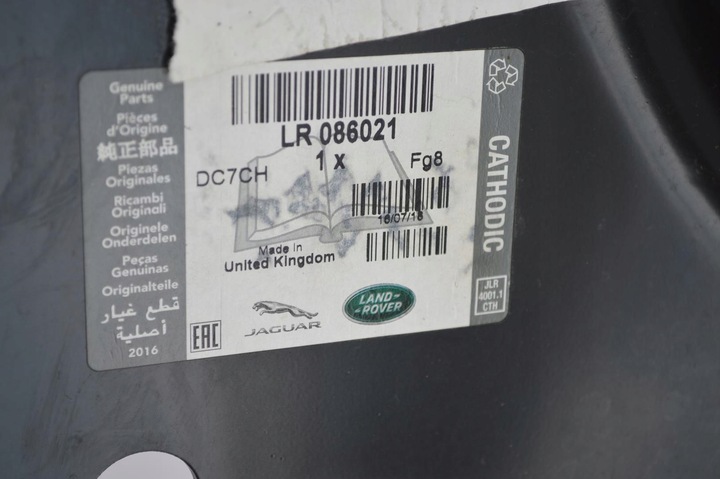 Genuine
Parts
Pièces
d'Origine
純正部品
Piezas
Originales
Ricambi
Originali
Originele
Onderdelen
Peças
Genuinas
Originalteile
قطع غيار
أصلية
2016
LR 086021
1 x
DC7CH
Fg8
16/07/18
Made in
United Kingdom
EAC
JAGUAR
LAND-
ROVER
CATHODIC
JLR
4001.1
CTH